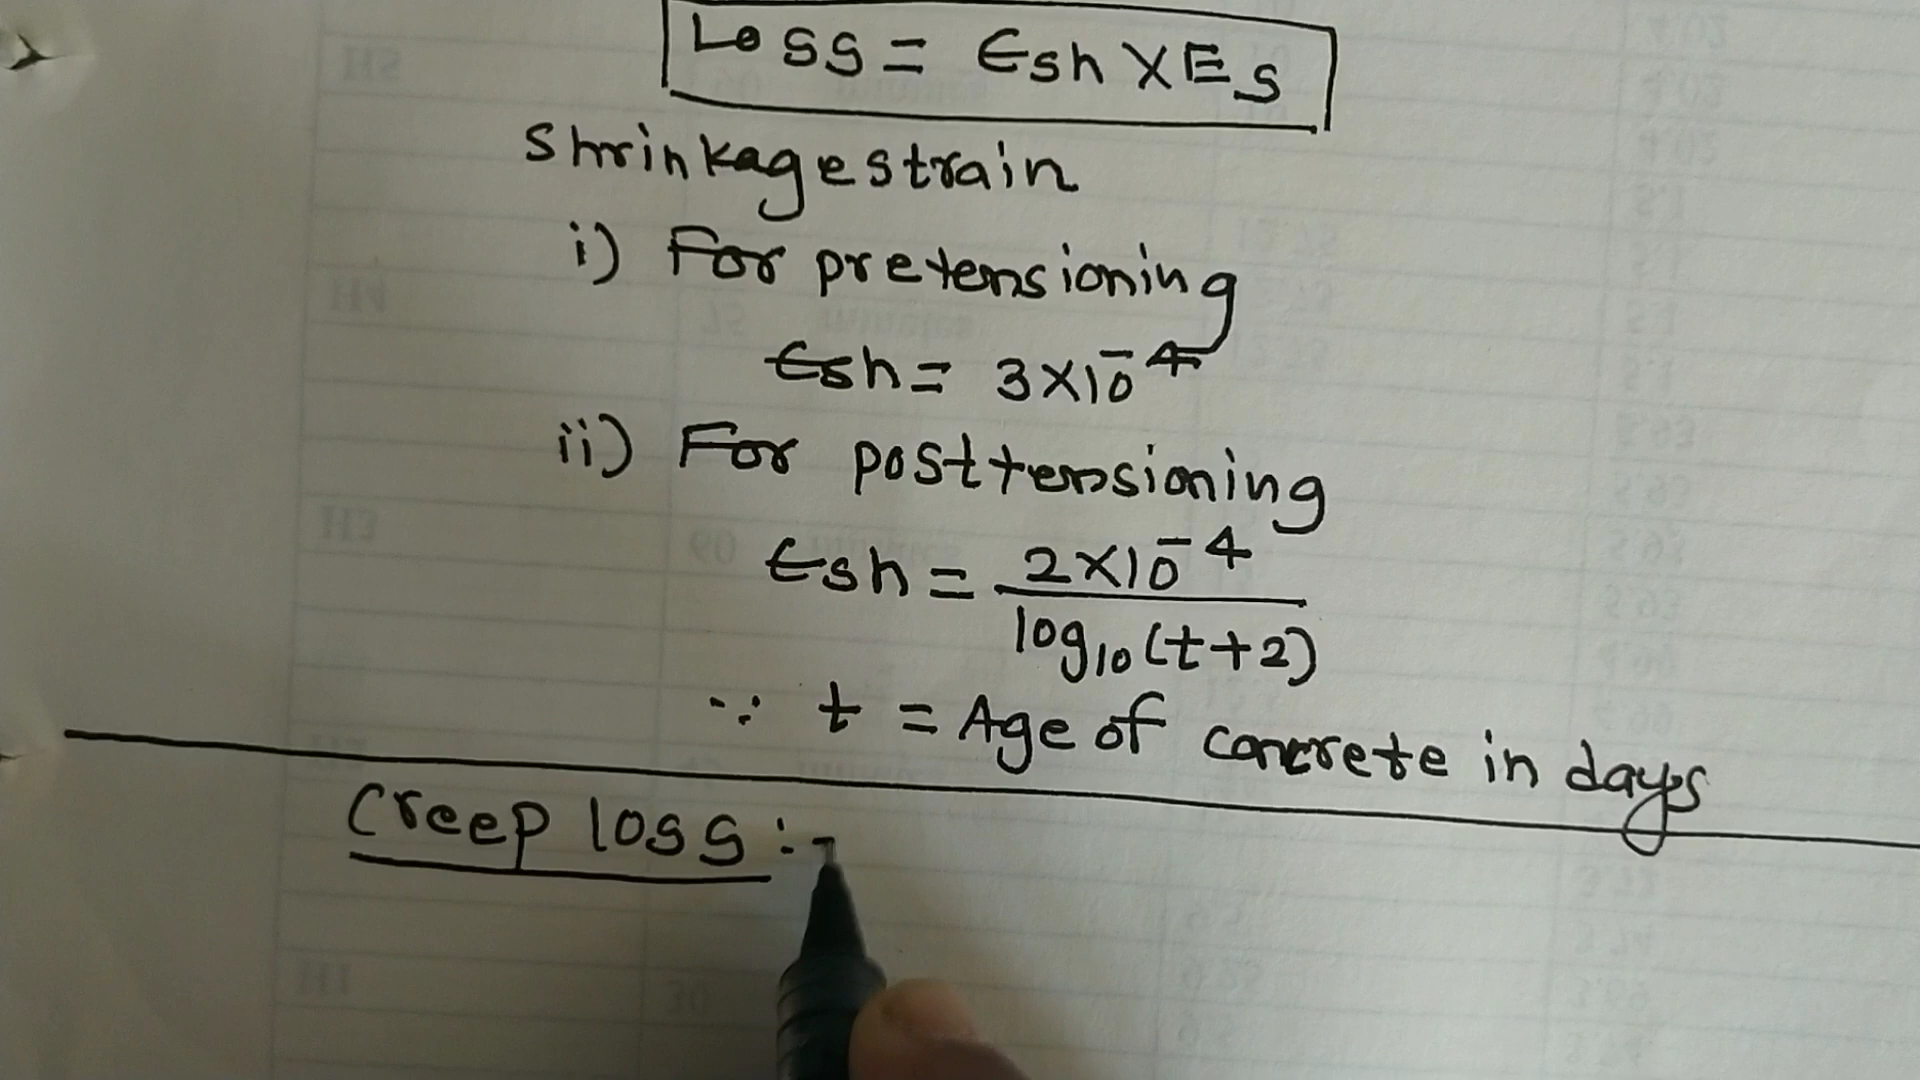 Loss = Esh X Es
Shrinkage strain
i) For pretensioning
Esh = 3×10⁻⁴
ii) For posttensioning
Esh = 2×10⁻⁴
log₁₀(t+2)
∵ t = Age of concrete in days
Creep loss :-